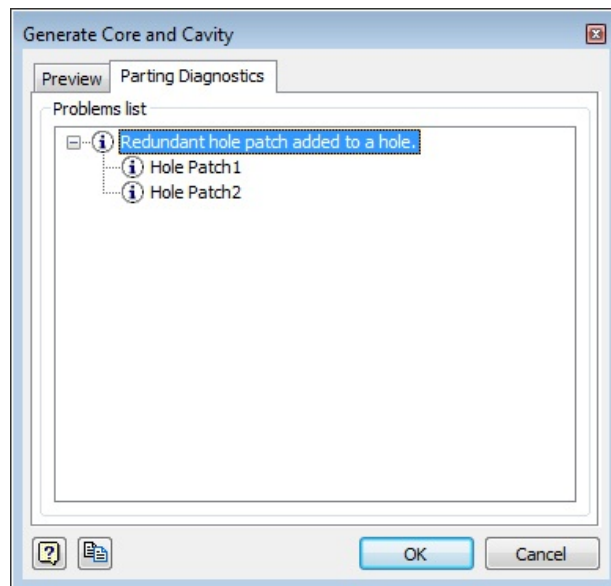 Generate Core and Cavity
Preview
Parting Diagnostics
Problems list
Redundant hole patch added to a hole.
Hole Patch1
Hole Patch2
OK
Cancel